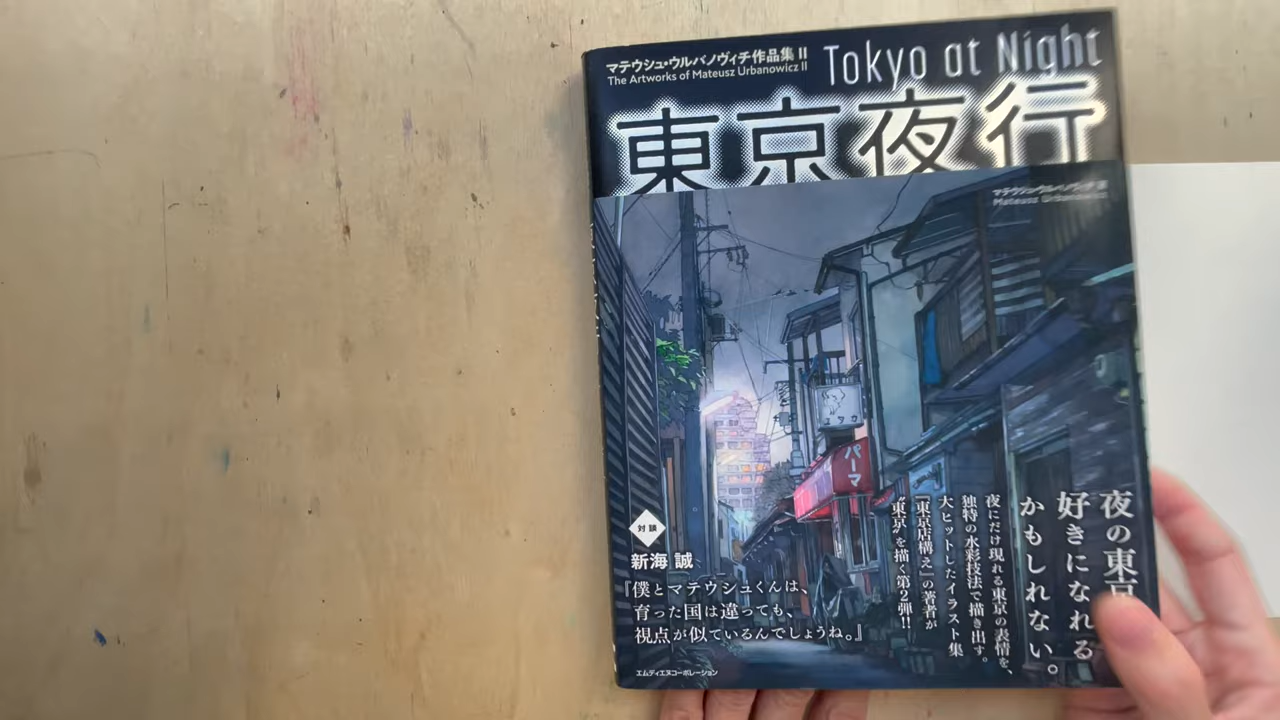 マテウシュ・ウルバノヴィチ作品集 II
The Artworks of Mateusz Urbanowicz II
Tokyo at Night
東京夜行
マテウシュ・ウルバノヴィチ 著
Mateusz Urbanowicz
パーマ
夜の東京
好きになれる
かもしれない。
夜にだけ現れる東京の表情を、
独特の水彩技法で描き出す。
大ヒットしたイラスト集
『東京店構え』の著者が
“東京”を描く第2弾!!
対談
新海 誠
『僕とマテウシュくんは、
育った国は違っても、
視点が似ているんでしょうね。』
エムディエヌコーポレーション